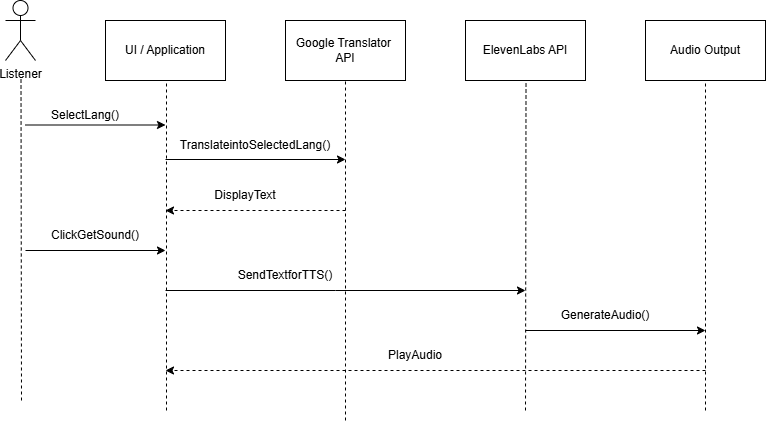 Listener
UI / Application
Google Translator
API
ElevenLabs API
Audio Output
SelectLang()
TranslateintoSelectedLang()
DisplayText
ClickGetSound()
SendTextforTTS()
GenerateAudio()
PlayAudio